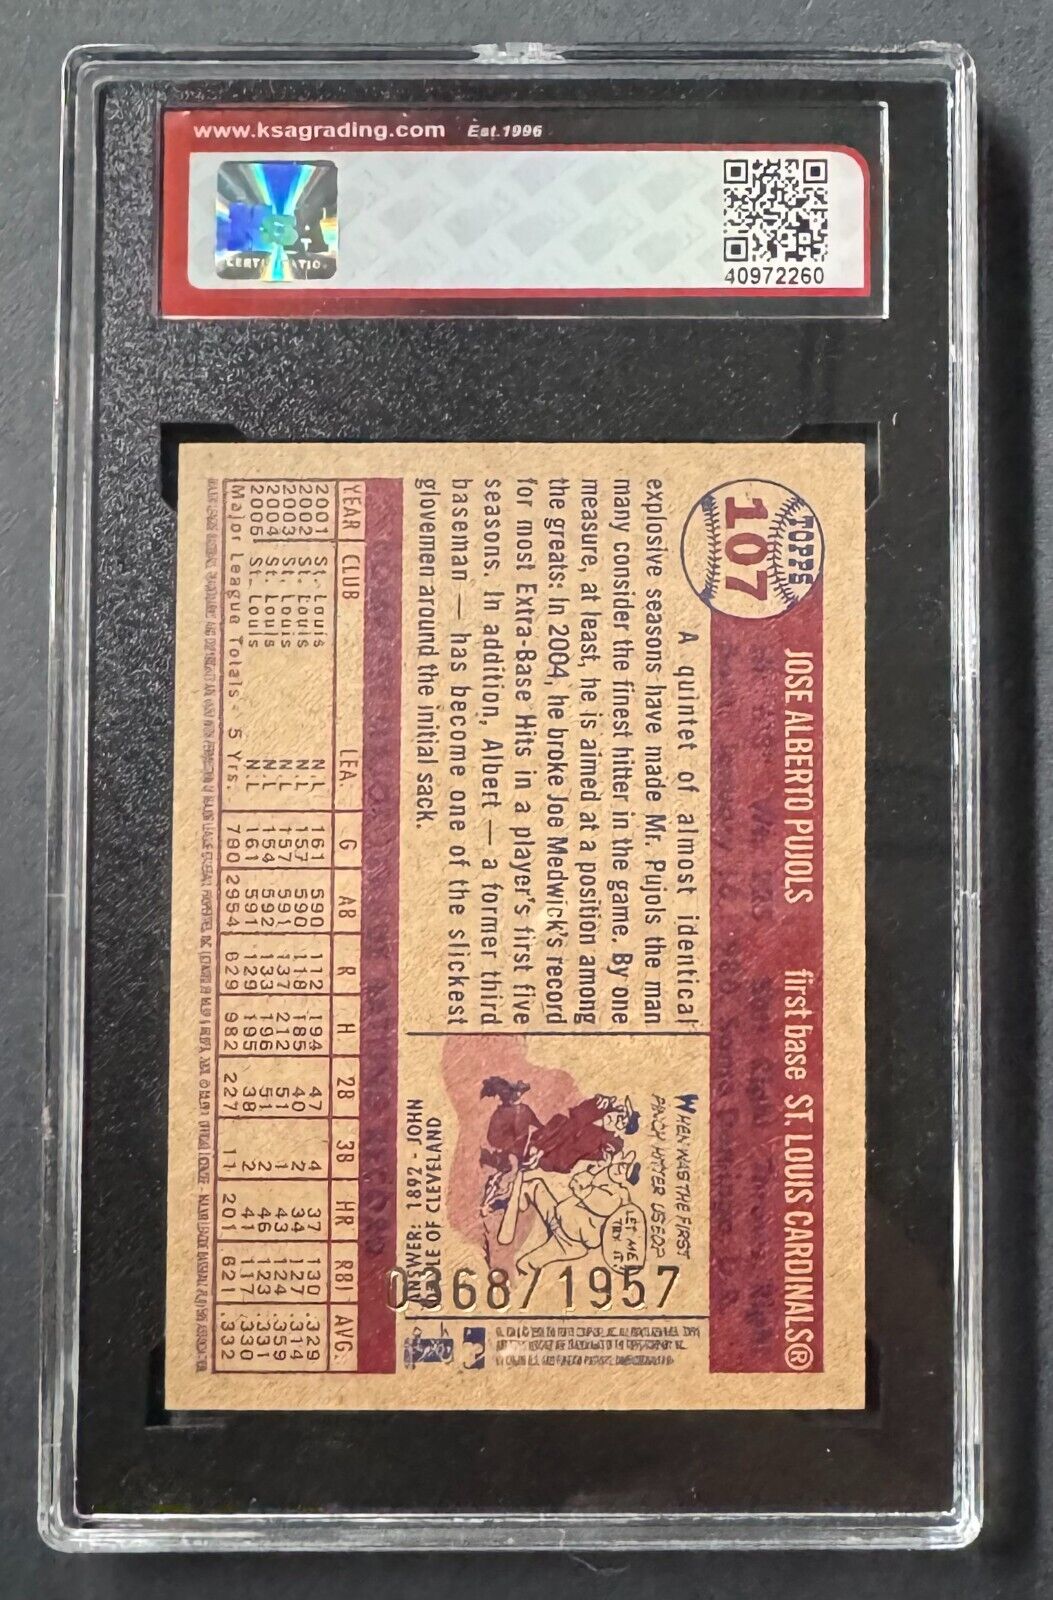 www.ksagrading.com Est.1996
KSA
CERTIFICATION
40972260
TOPPS
107
JOSE ALBERTO PUJOLS first base ST. LOUIS CARDINALS®
A quintet of almost identical
explosive seasons have made Mr. Pujols the man
many consider the finest hitter in the game. By one
measure, at least, he is aimed at a position among
the greats: In 2004, he broke Joe Medwick's record
for most Extra-Base Hits in a player's first five
seasons. In addition, Albert — a former third
baseman — has become one of the slickest
glovemen around the initial sack.
WHEN WAS THE FIRST
PINCH HITTER USED?
LET ME
TRY IT!
ANSWER: 1892 - JOHN
OF CLEVELAND
0368/1957
YEAR CLUB LEA. G AB R H 2B 3B HR RBI AVG.
2001 St. Louis N.L. 161 590 112 194 47 4 37 130 .329
2002 St. Louis N.L. 157 590 118 185 40 2 34 127 .314
2003 St. Louis N.L. 157 591 137 212 51 1 43 124 .359
2004 St. Louis N.L. 154 592 133 196 51 2 46 123 .331
2005 St. Louis N.L. 161 591 129 195 38 2 41 117 .330
Major League Totals - 5 Yrs. 790 2954 629 982 227 11 201 621 .332